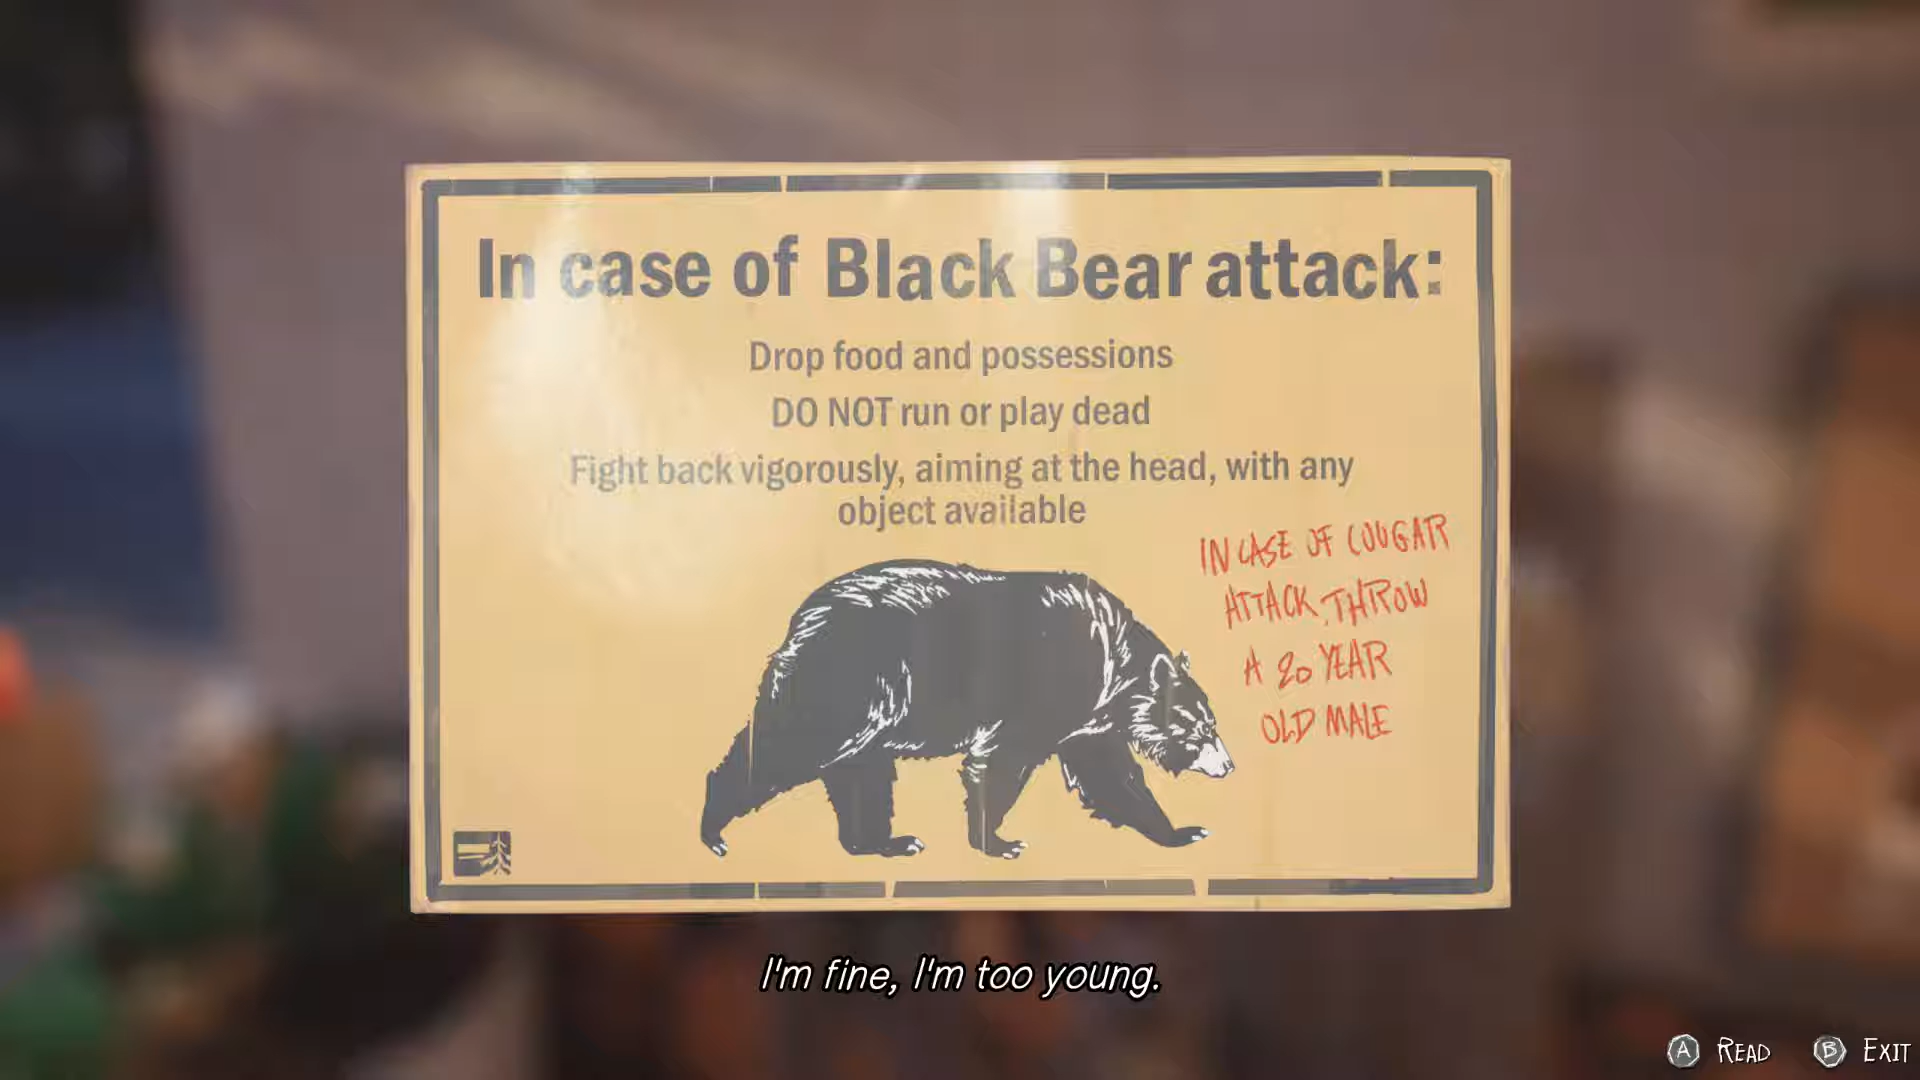 In case of Black Bear attack:
Drop food and possessions
DO NOT run or play dead
Fight back vigorously, aiming at the head, with any
object available
IN CASE OF COUGAR
ATTACK, THROW
A 20 YEAR
OLD MALE
I'm fine, I'm too young.
A READ B EXIT